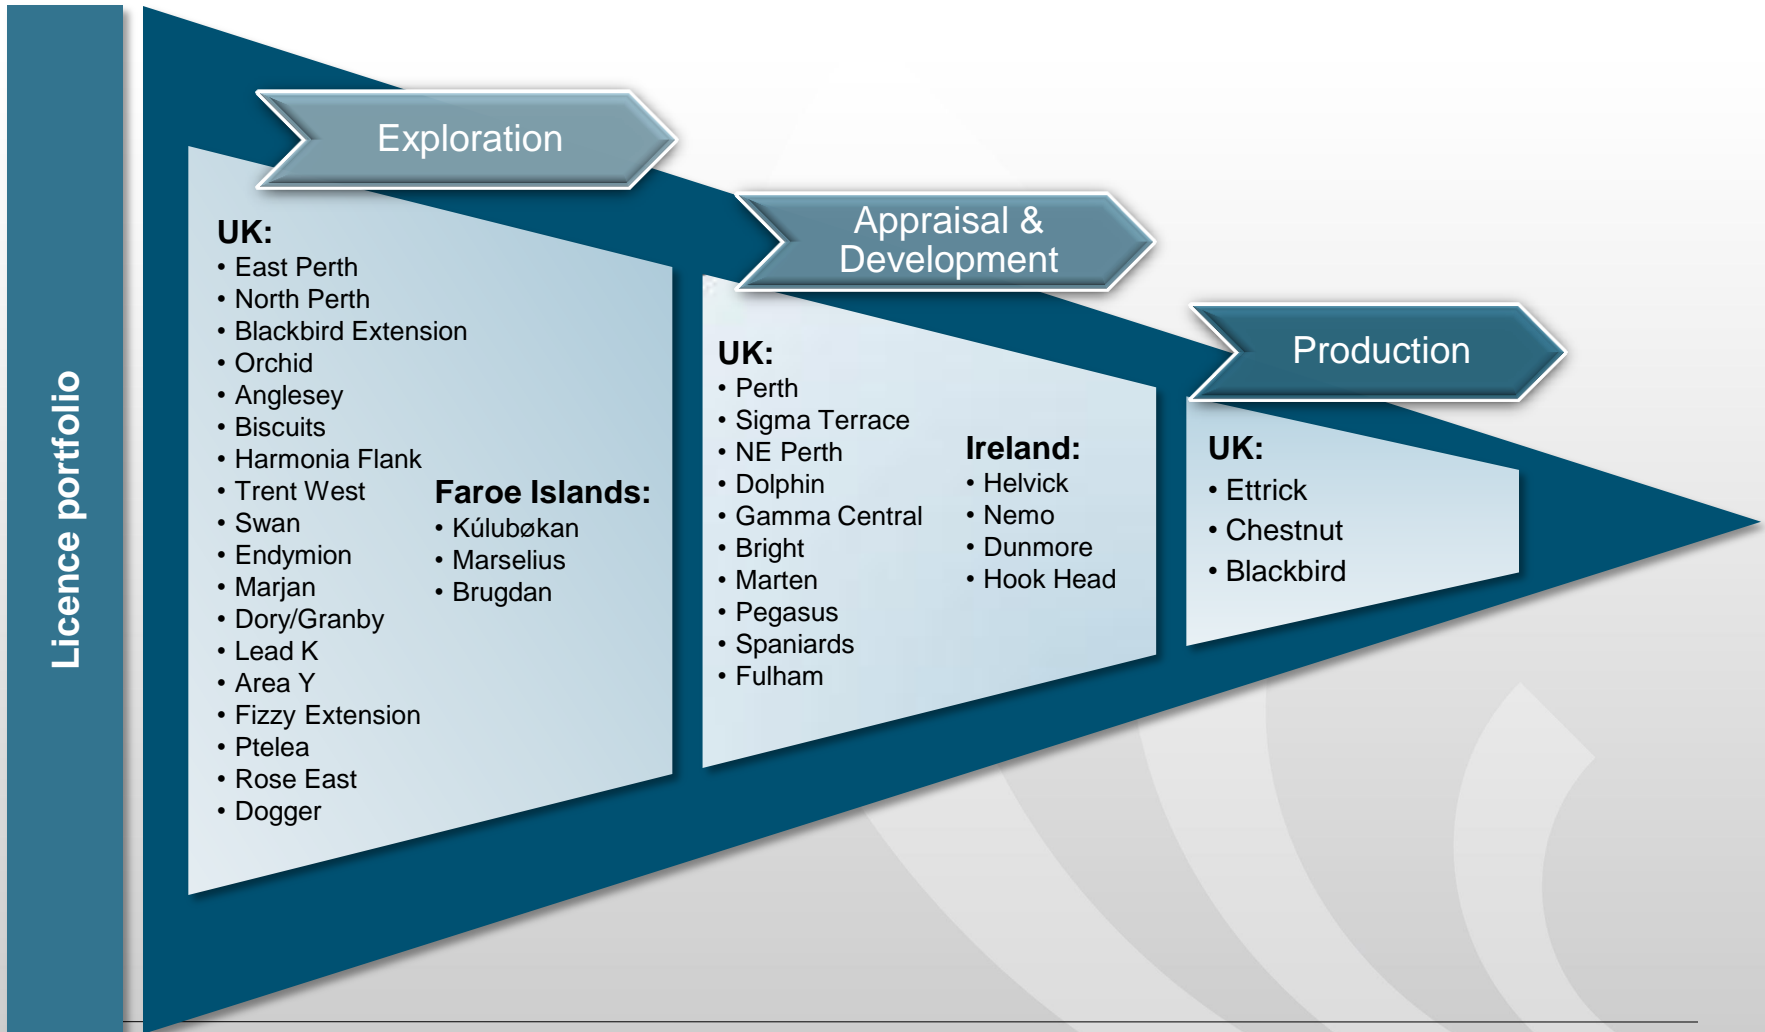 Licence portfolio
Exploration
UK:
• East Perth
• North Perth
• Blackbird Extension
• Orchid
• Anglesey
• Biscuits
• Harmonia Flank
• Trent West
• Swan
• Endymion
• Marjan
• Dory/Granby
• Lead K
• Area Y
• Fizzy Extension
• Ptelea
• Rose East
• Dogger
Faroe Islands:
• Kúlubøkan
• Marselius
• Brugdan
Appraisal &
Development
UK:
• Perth
• Sigma Terrace
• NE Perth
• Dolphin
• Gamma Central
• Bright
• Marten
• Pegasus
• Spaniards
• Fulham
Ireland:
• Helvick
• Nemo
• Dunmore
• Hook Head
Production
UK:
• Ettrick
• Chestnut
• Blackbird